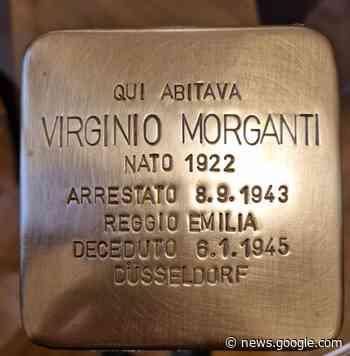 QUI ABITAVA
VIRGINIO MORGANTI
NATO 1922
ARRESTATO 8.9.1943
REGGIO EMILIA
DECEDUTO 6.1.1945
DÜSSELDORF
news.google.com